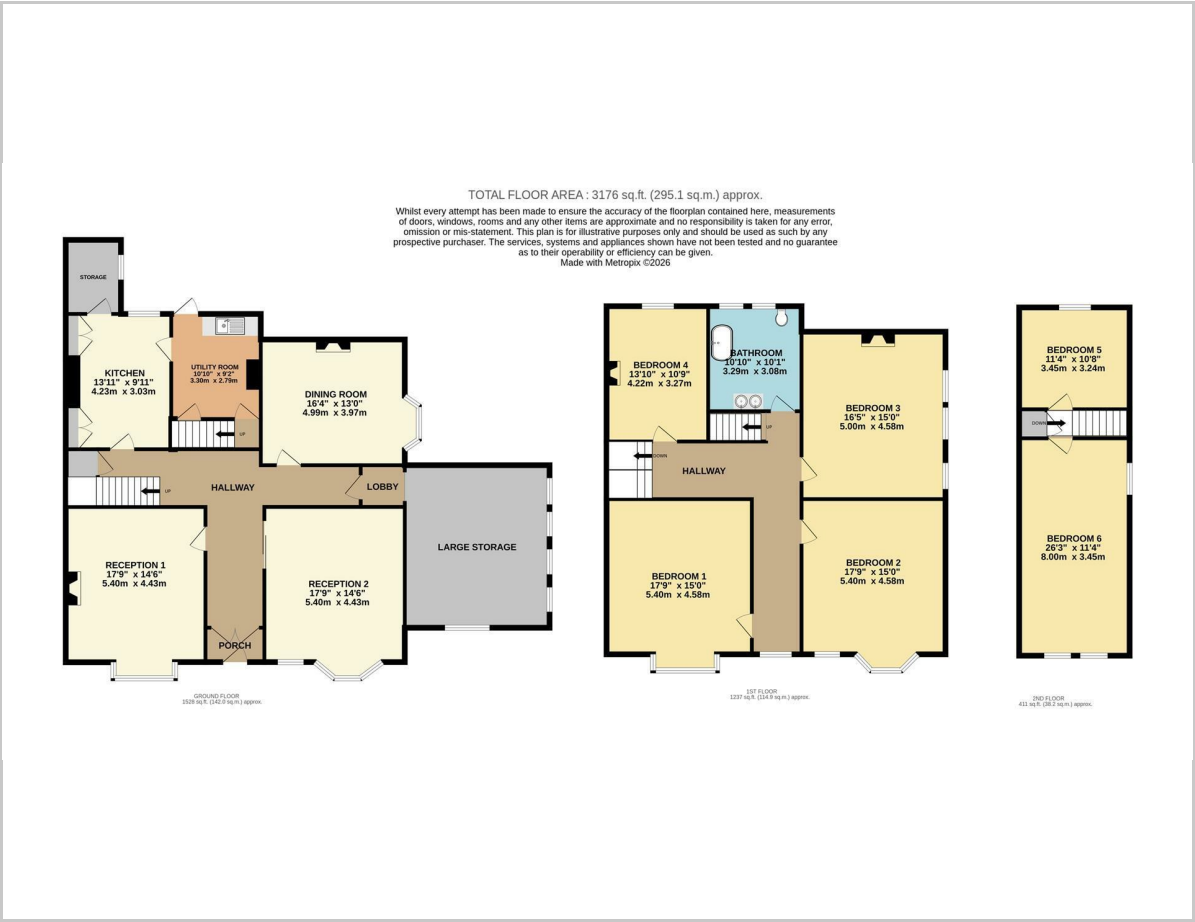 TOTAL FLOOR AREA : 3176 sq.ft. (295.1 sq.m.) approx.
Whilst every attempt has been made to ensure the accuracy of the floorplan contained here, measurements
of doors, windows, rooms and any other items are approximate and no responsibility is taken for any error,
omission or mis-statement. This plan is for illustrative purposes only and should be used as such by any
prospective purchaser. The services, systems and appliances shown have not been tested and no guarantee
as to their operability or efficiency can be given.
Made with Metropix ©2026
STORAGE
KITCHEN
13'11" x 9'11"
4.23m x 3.03m
UTILITY ROOM
10'10" x 9'2"
3.30m x 2.79m
UP
DINING ROOM
16'4" x 13'0"
4.99m x 3.97m
UP
HALLWAY
LOBBY
LARGE STORAGE
RECEPTION 1
17'9" x 14'6"
5.40m x 4.43m
RECEPTION 2
17'9" x 14'6"
5.40m x 4.43m
PORCH
GROUND FLOOR
1528 sq.ft. (142.0 sq.m.) approx.
BEDROOM 4
13'10" x 10'9"
4.22m x 3.27m
BATHROOM
10'10" x 10'1"
3.29m x 3.08m
UP
BEDROOM 3
16'5" x 15'0"
5.00m x 4.58m
DOWN
HALLWAY
BEDROOM 1
17'9" x 15'0"
5.40m x 4.58m
BEDROOM 2
17'9" x 15'0"
5.40m x 4.58m
1ST FLOOR
1237 sq.ft. (114.9 sq.m.) approx.
BEDROOM 5
11'4" x 10'8"
3.45m x 3.24m
DOWN
BEDROOM 6
26'3" x 11'4"
8.00m x 3.45m
2ND FLOOR
411 sq.ft. (38.2 sq.m.) approx.